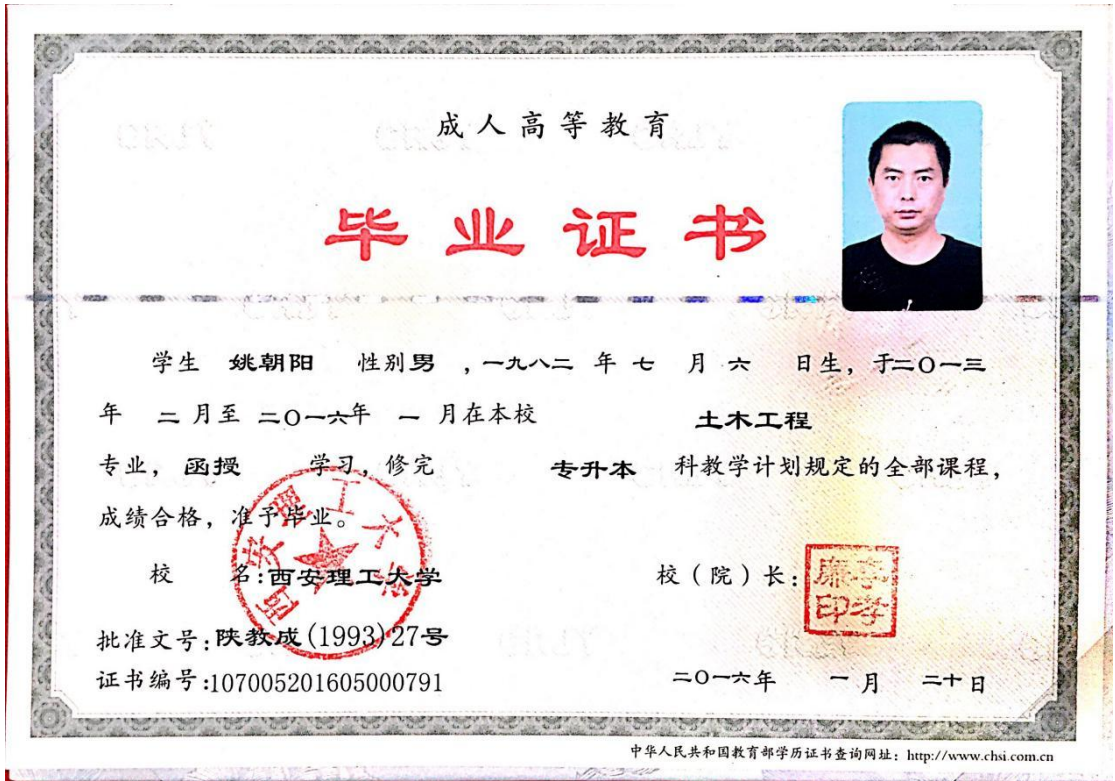 成人高等教育
毕业证书
学生 姚朝阳 性别 男 ,一九八二 年 七 月 六 日生, 于二〇一三
年 二 月至 二〇一六年 一 月在本校 土木工程
专业, 函授 学习, 修完 专升本 科教学计划规定的全部课程,
成绩合格, 准予毕业。
西安理工大学
校 名:西安理工大学
校(院)长:
批准文号:陕教成(1993)27号
证书编号:107005201605000791
二〇一六年 一 月 二十日
中华人民共和国教育部学历证书查询网址: http://www.chsi.com.cn